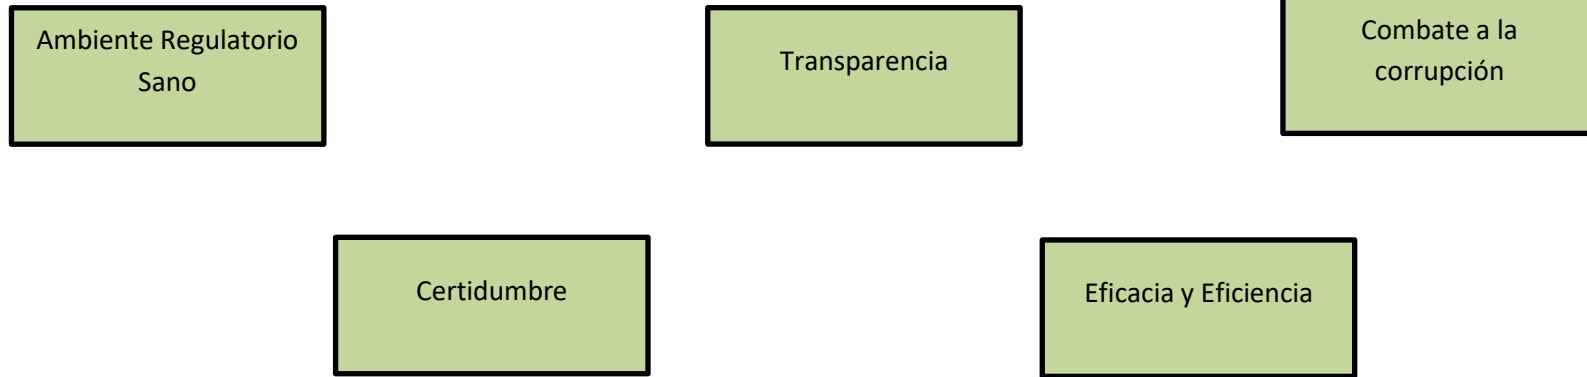 Ambiente Regulatorio
Sano
Transparencia
Combate a la
corrupción
Certidumbre
Eficacia y Eficiencia